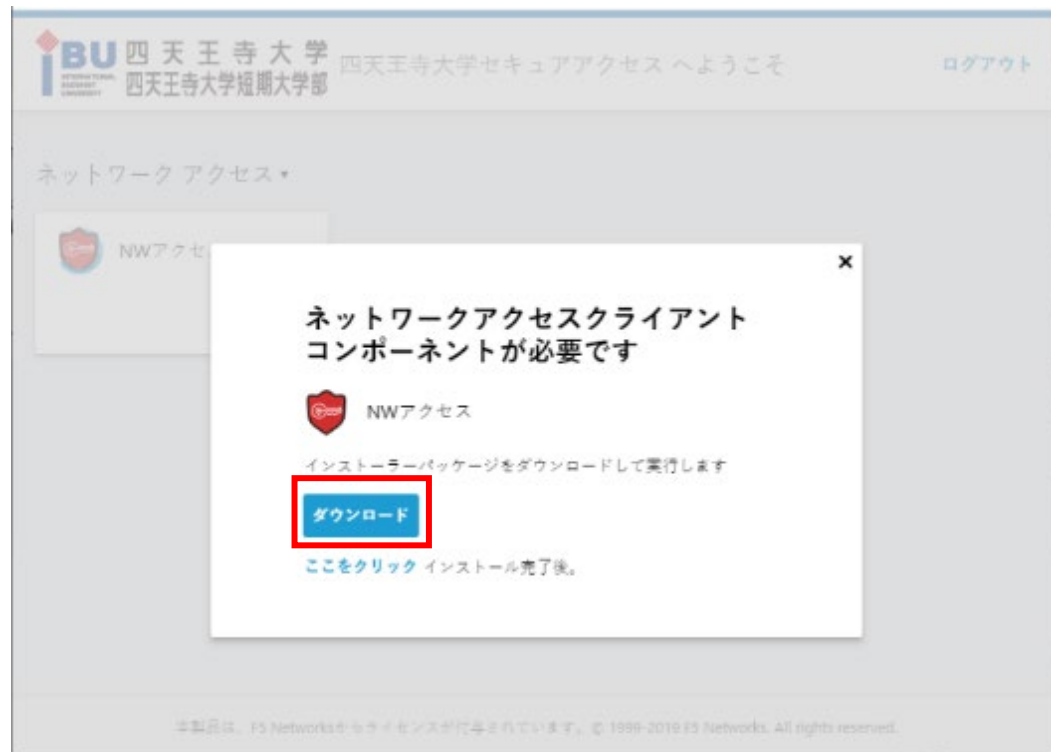 IBU 四天王寺大学
INTERNATIONAL BUDDHIST UNIVERSITY 四天王寺大学短期大学部
四天王寺大学セキュアアクセス へようこそ
ログアウト
ネットワーク アクセス
NWアクセ
×
ネットワークアクセスクライアント
コンポーネントが必要です
NWアクセス
インストーラーパッケージをダウンロードして実行します
ダウンロード
ここをクリック インストール完了後。
本製品は、F5 Networksからライセンスが付与されています。© 1999-2019 F5 Networks. All rights reserved.